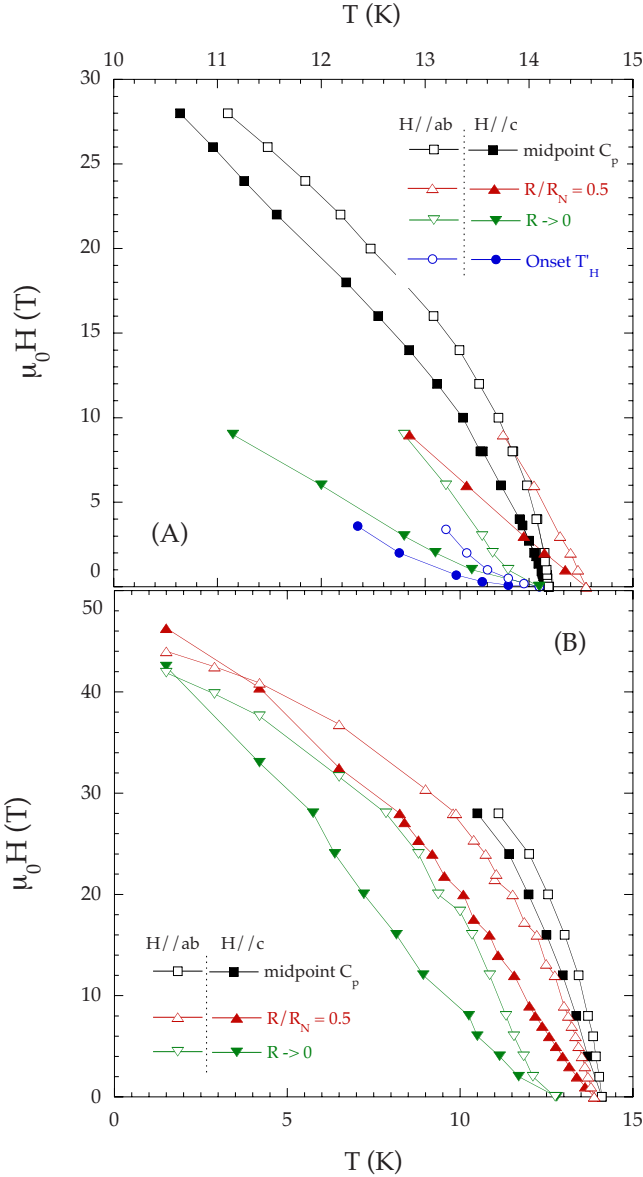 T (K)
10 11 12 13 14 15
30
25
20
15
10
5
0
μ0H (T)
H//ab H//c
midpoint Cp
R/RN = 0.5
R -> 0
Onset T'H
(A)
50
40
30
20
10
0
μ0H (T)
(B)
H//ab H//c
midpoint Cp
R/RN = 0.5
R -> 0
0 5 10 15
T (K)